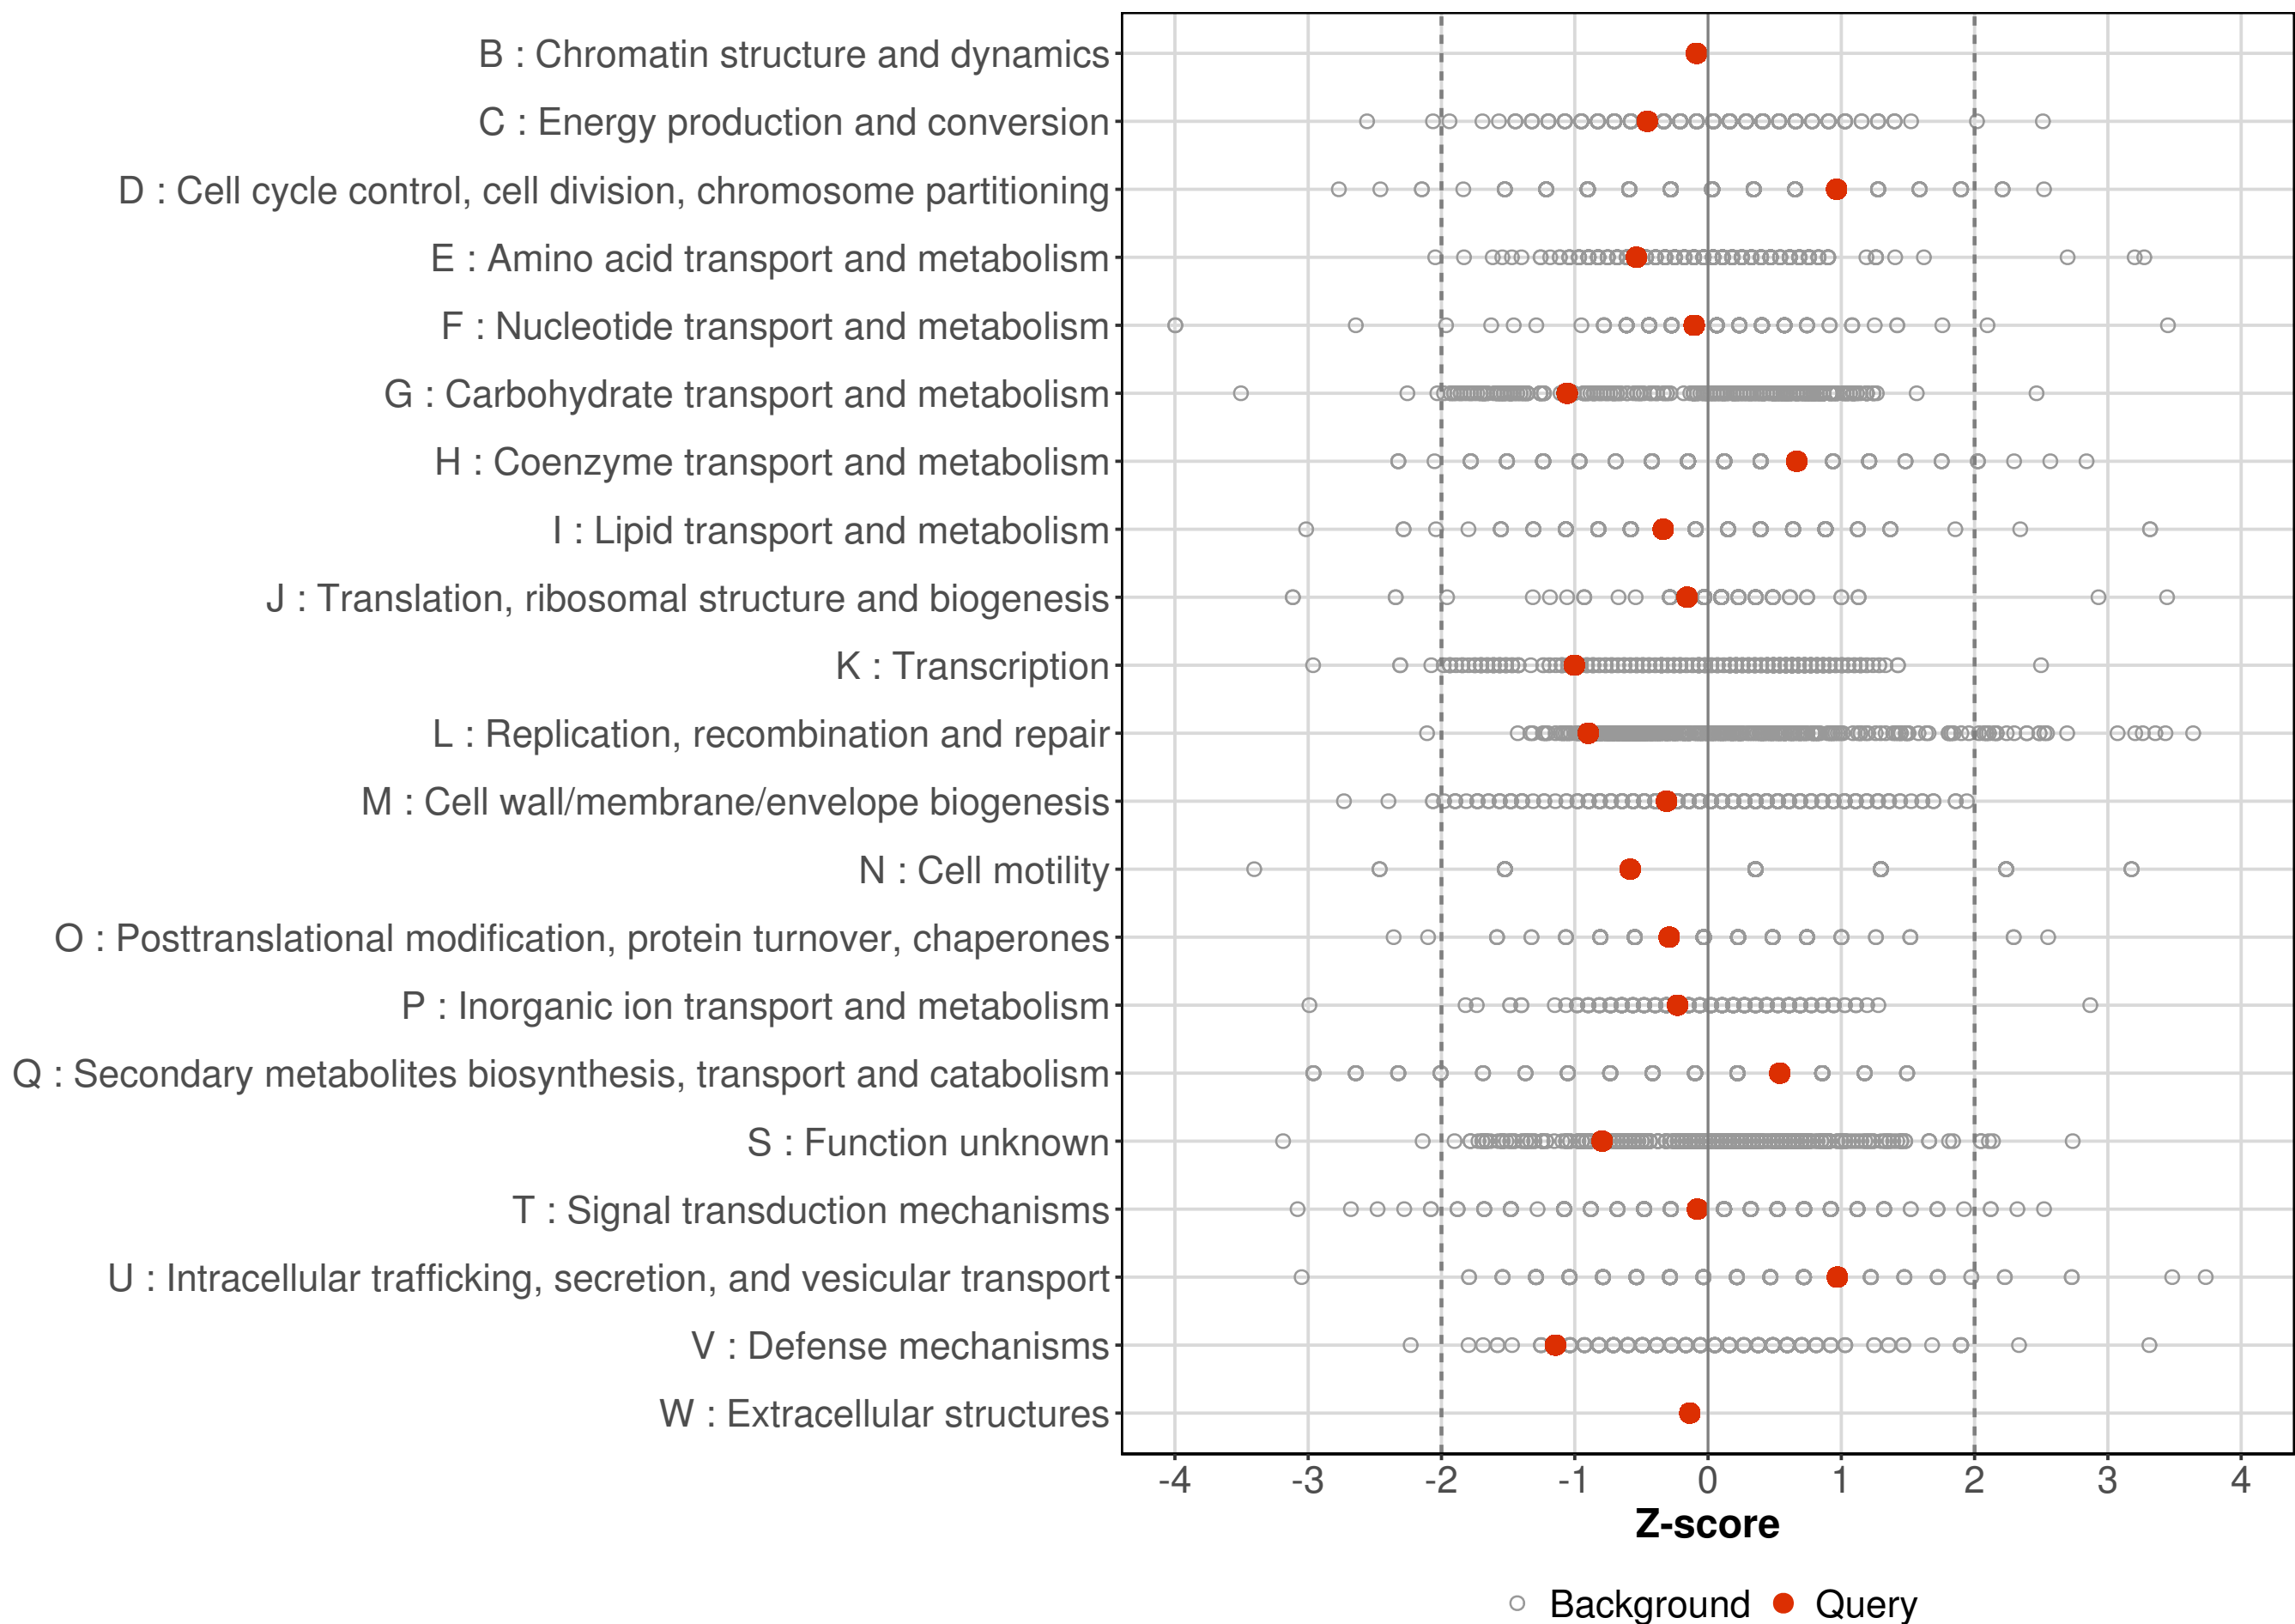 B : Chromatin structure and dynamics
C : Energy production and conversion
D : Cell cycle control, cell division, chromosome partitioning
E : Amino acid transport and metabolism
F : Nucleotide transport and metabolism
G : Carbohydrate transport and metabolism
H : Coenzyme transport and metabolism
I : Lipid transport and metabolism
J : Translation, ribosomal structure and biogenesis
K : Transcription
L : Replication, recombination and repair
M : Cell wall/membrane/envelope biogenesis
N : Cell motility
O : Posttranslational modification, protein turnover, chaperones
P : Inorganic ion transport and metabolism
Q : Secondary metabolites biosynthesis, transport and catabolism
S : Function unknown
T : Signal transduction mechanisms
U : Intracellular trafficking, secretion, and vesicular transport
V : Defense mechanisms
W : Extracellular structures
-4 -3 -2 -1 0 1 2 3 4
Z-score
Background Query